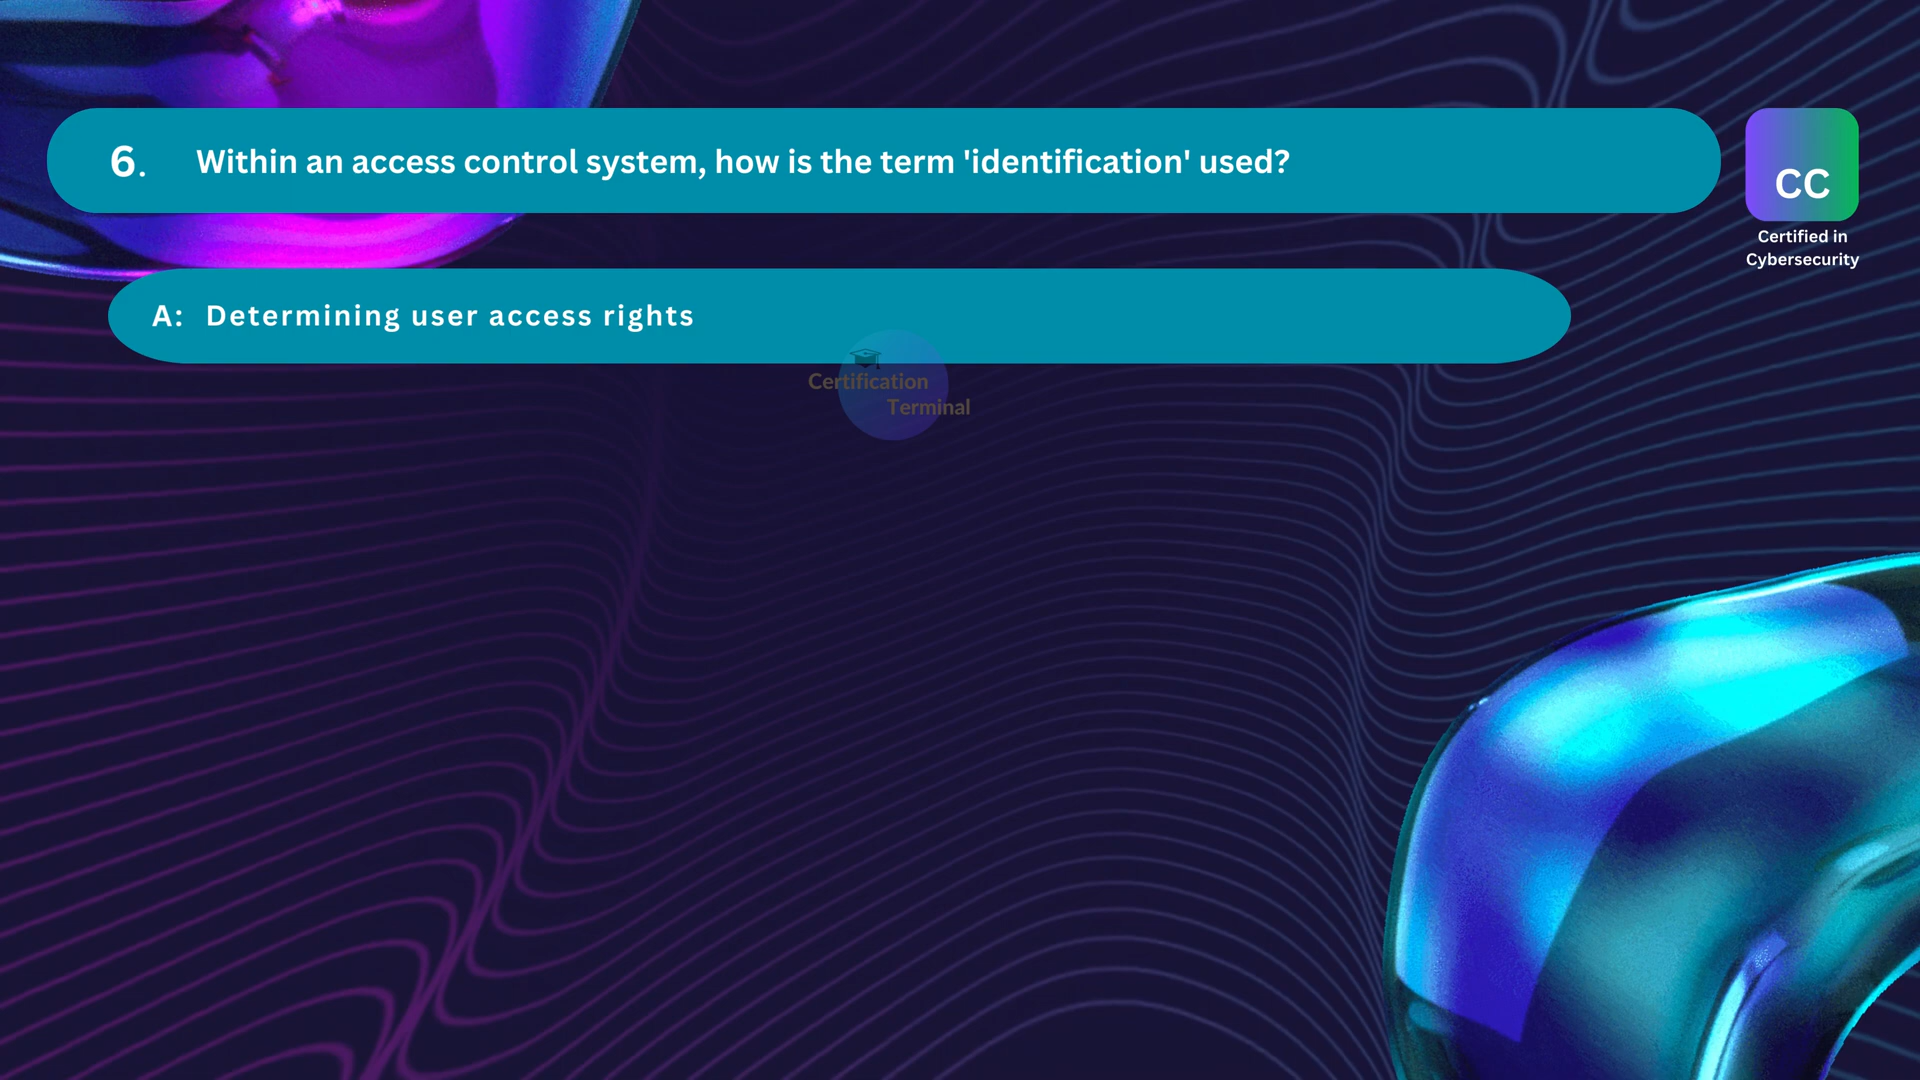 6. Within an access control system, how is the term 'identification' used?
CC
Certified in
Cybersecurity
A: Determining user access rights
Certification
Terminal